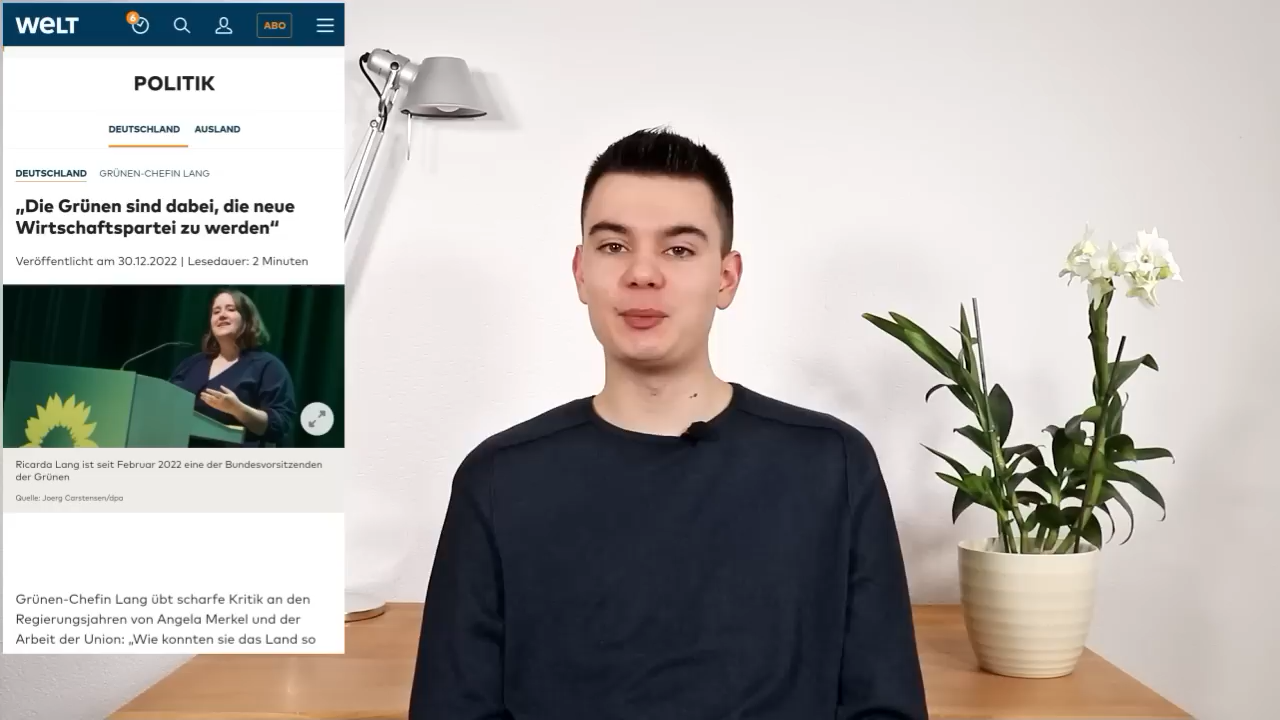 WELT
6
ABO
POLITIK
DEUTSCHLAND AUSLAND
DEUTSCHLAND GRÜNEN-CHEFIN LANG
„Die Grünen sind dabei, die neue
Wirtschaftspartei zu werden“
Veröffentlicht am 30.12.2022 | Lesedauer: 2 Minuten
Ricarda Lang ist seit Februar 2022 eine der Bundesvorsitzenden
der Grünen
Quelle: Joerg Carstensen/dpa
Grünen-Chefin Lang übt scharfe Kritik an den
Regierungsjahren von Angela Merkel und der
Arbeit der Union: „Wie konnten sie das Land so